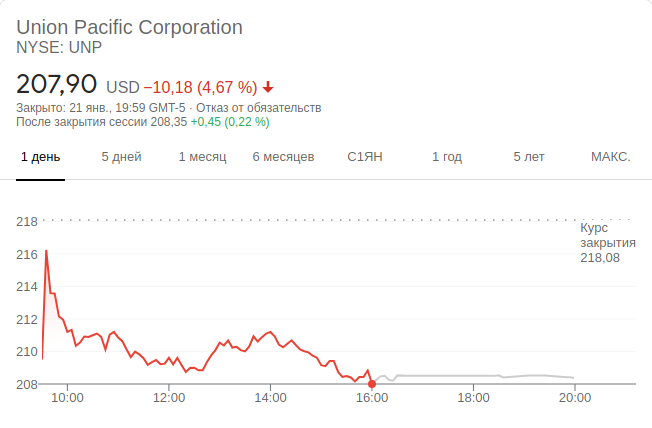 Union Pacific Corporation
NYSE: UNP
207,90 USD −10,18 (4,67 %)
Закрыто: 21 янв., 19:59 GMT-5 · Отказ от обязательств
После закрытия сессии 208,35 +0,45 (0,22 %)
1 день 5 дней 1 месяц 6 месяцев С1ЯН 1 год 5 лет МАКС.
218
Курс
закрытия
218,08
216
214
212
210
208
10:00 12:00 14:00 16:00 18:00 20:00